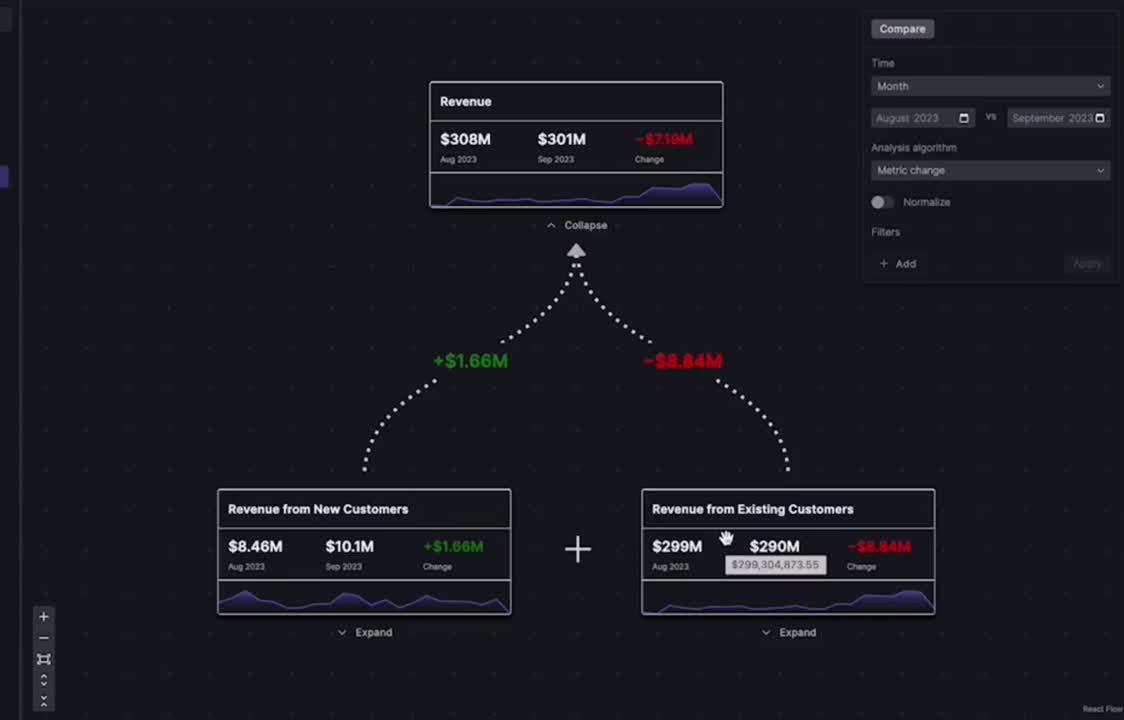 Compare
Time
Month
August 2023 vs September 2023
Analysis algorithm
Metric change
Normalize
Filters
+ Add Apply
Revenue
$308M $301M -$7.19M
Aug 2023 Sep 2023 Change
Collapse
+$1.66M -$8.84M
Revenue from New Customers
$8.46M $10.1M +$1.66M
Aug 2023 Sep 2023 Change
Expand
+
Revenue from Existing Customers
$299M $290M -$8.84M
Aug 2023 $299,304,873.55 Change
Expand
React Flow